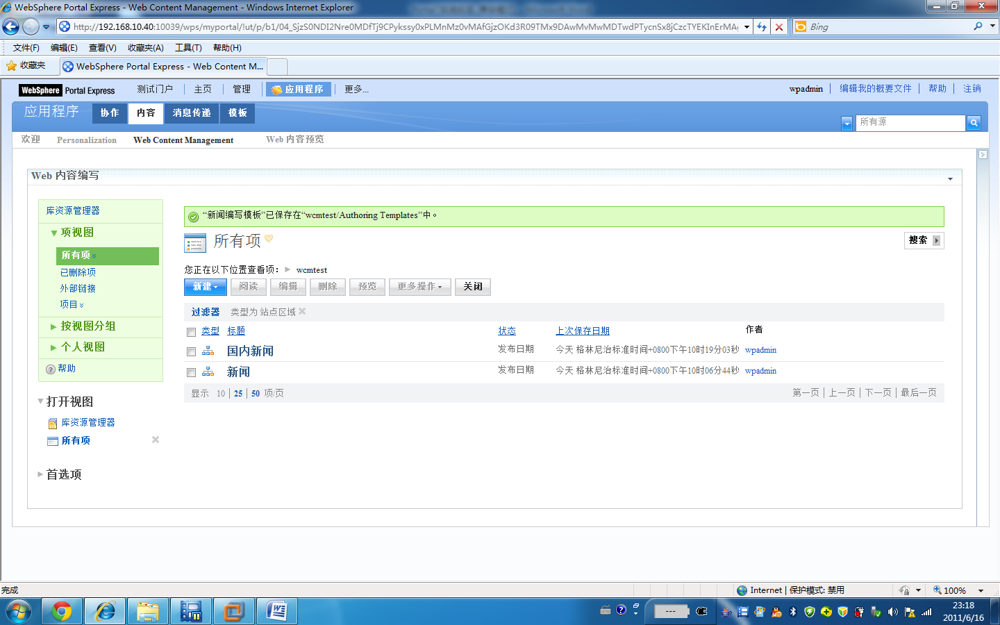 WebSphere Portal Express - Web Content Management - Windows Internet Explorer
http://192.168.10.40:10039/wps/myportal/!ut/p/b1/04_SjzS0NDI2Nre0MDfTj9CPykssy0xPLMnMz0vMAfGjzOKd3R09TMx9DAwMvMwMDTwdPTycnSx8jCzcTYEKInErMA
Bing
文件(F) 编辑(E) 查看(V) 收藏夹(A) 工具(T) 帮助(H)
收藏夹 WebSphere Portal Express - Web Content M...
WebSphere Portal Express 测试门户 主页 管理 应用程序 更多... wpadmin 编辑我的概要文件 帮助 注销
应用程序 协作 内容 消息传递 模板
所有源
欢迎 Personalization Web Content Management Web 内容预览
Web 内容编写
库资源管理器
项视图
所有项
已删除项
外部链接
项目
按视图分组
个人视图
帮助
打开视图
库资源管理器
所有项
首选项
“新闻编写模板”已保存在“wcmtest/Authoring Templates”中。
所有项
搜索
您正在以下位置查看项： wcmtest
新建 阅读 编辑 删除 预览 更多操作 关闭
过滤器 类型为 站点区域
类型 标题 状态 上次保存日期 作者
国内新闻 发布日期 今天 格林尼治标准时间+0800下午10时19分03秒 wpadmin
新闻 发布日期 今天 格林尼治标准时间+0800下午10时06分44秒 wpadmin
显示 10 | 25 | 50 项/页 第一页 | 上一页 | 下一页 | 最后一页
完成 Internet | 保护模式: 禁用 100%
---
23:18
2011/6/16